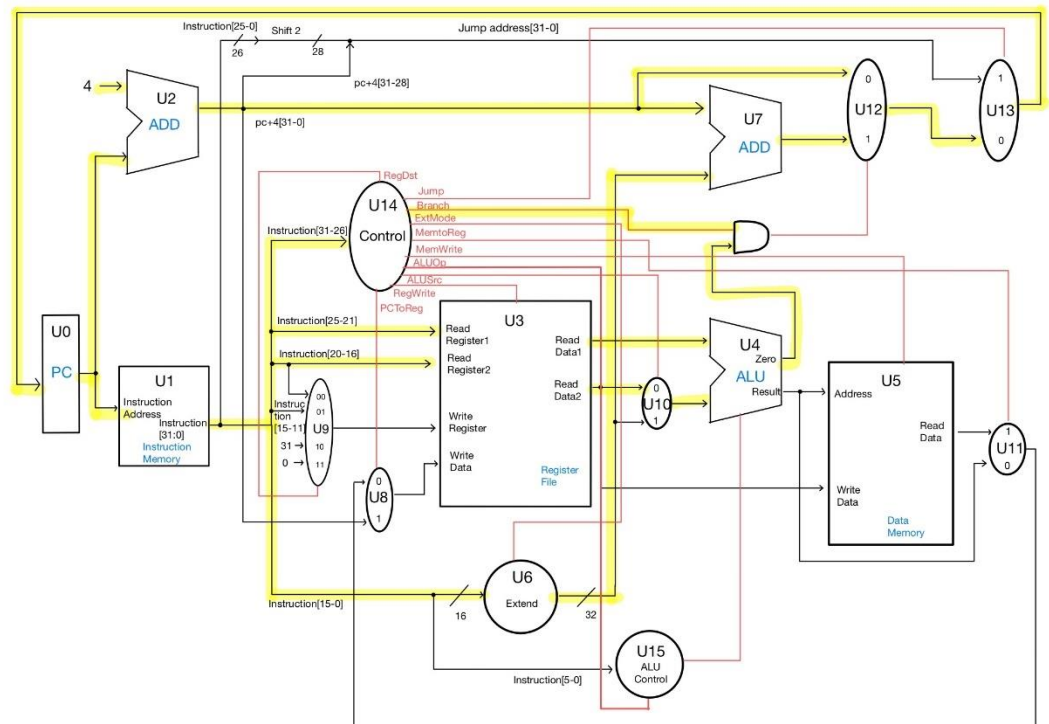 Instruction[25-0]
Shift 2
26
28
Jump address[31-0]
4
U2
ADD
pc+4[31-28]
pc+4[31-0]
U7
ADD
0
U12
1
1
U13
0
RegDst
U14
Control
Jump
Branch
ExtMode
MemtoReg
MemWrite
ALUOp
ALUSrc
RegWrite
PCToReg
Instruction[31-26]
Instruction[25-21]
Instruction[20-16]
Instruc
tion
[15-11]
31
0
00
01
U9
10
11
U0
PC
U1
Instruction
Address
Instruction
[31:0]
Instruction
Memory
U3
Read
Register1
Read
Register2
Write
Register
Write
Data
Read
Data1
Read
Data2
Register
File
0
U8
1
0
U10
1
U4
Zero
ALU
Result
U5
Address
Read
Data
Write
Data
Data
Memory
1
U11
0
U6
Extend
Instruction[15-0]
16
32
U15
ALU
Control
Instruction[5-0]